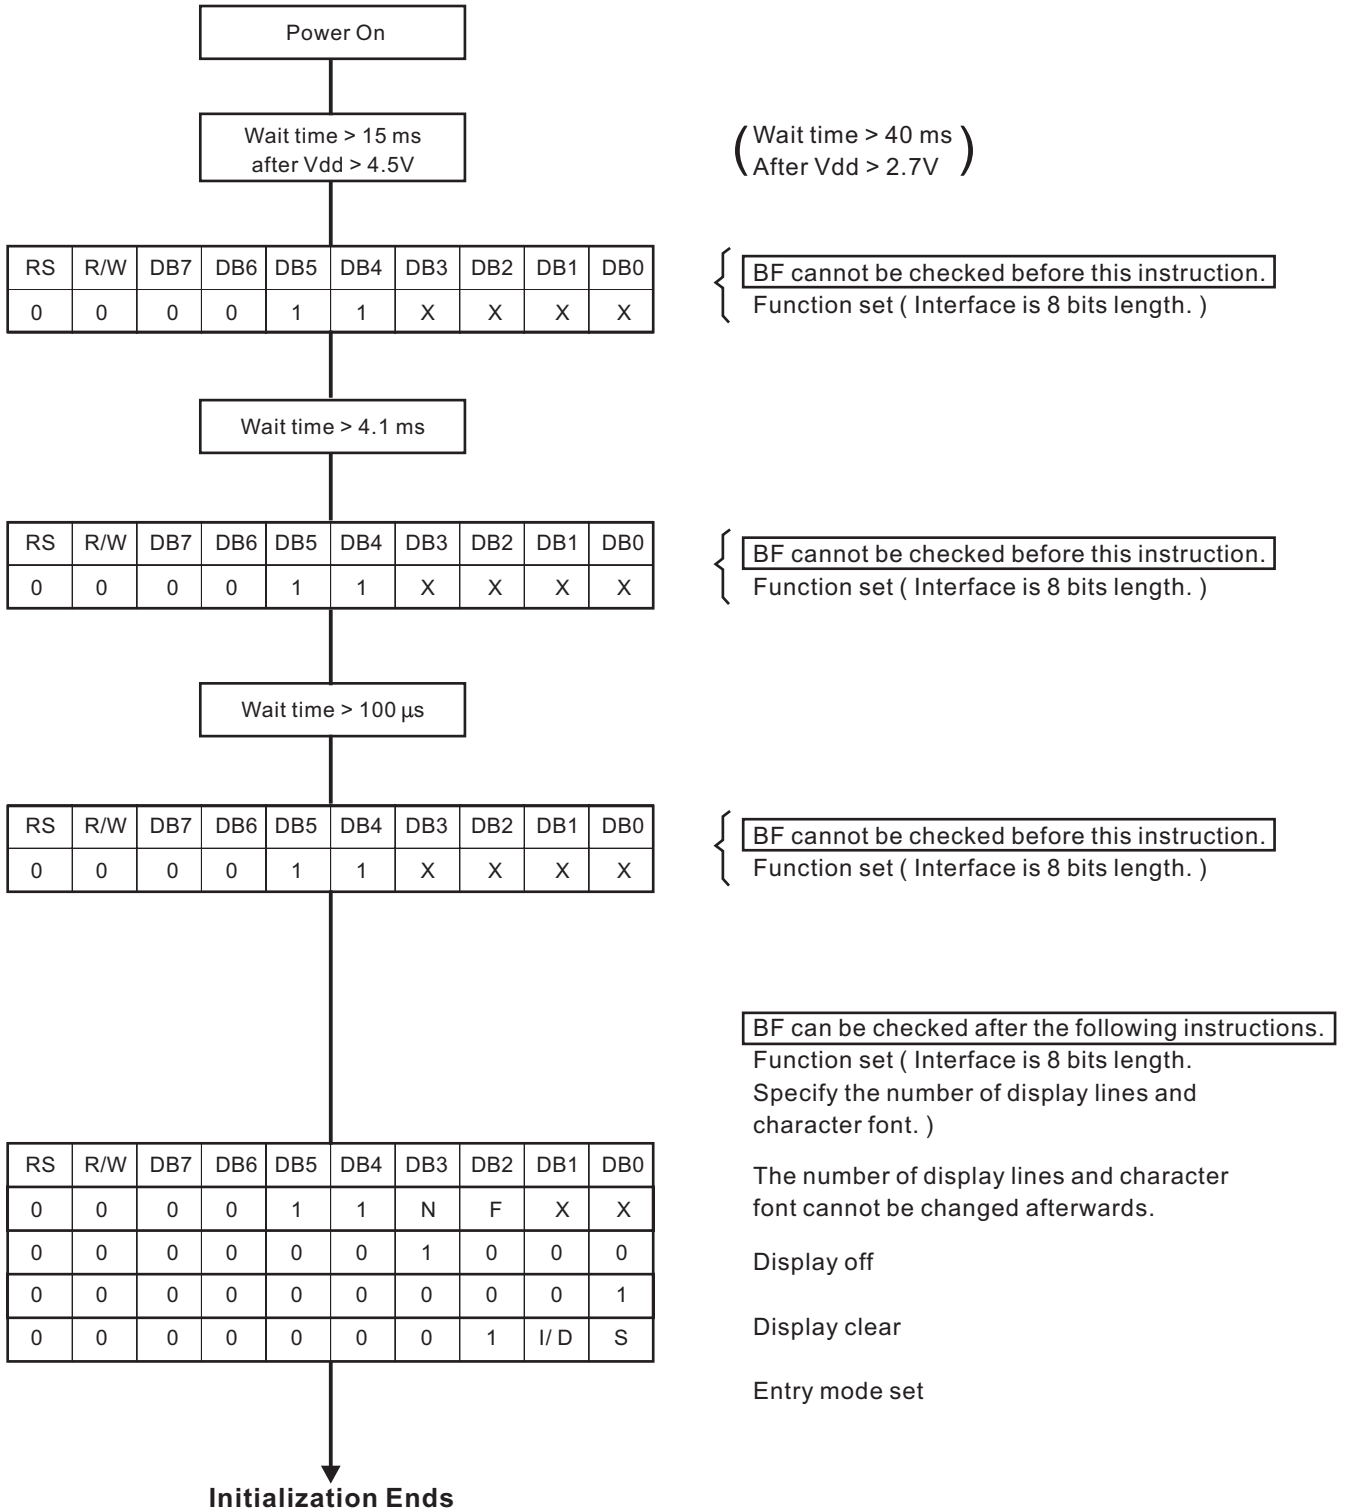 Power On
Wait time > 15 ms
after Vdd > 4.5V
(Wait time > 40 ms
After Vdd > 2.7V)
RS R/W DB7 DB6 DB5 DB4 DB3 DB2 DB1 DB0
0 0 0 0 1 1 X X X X
BF cannot be checked before this instruction.
Function set ( Interface is 8 bits length. )
Wait time > 4.1 ms
RS R/W DB7 DB6 DB5 DB4 DB3 DB2 DB1 DB0
0 0 0 0 1 1 X X X X
BF cannot be checked before this instruction.
Function set ( Interface is 8 bits length. )
Wait time > 100 µs
RS R/W DB7 DB6 DB5 DB4 DB3 DB2 DB1 DB0
0 0 0 0 1 1 X X X X
BF cannot be checked before this instruction.
Function set ( Interface is 8 bits length. )
BF can be checked after the following instructions.
Function set ( Interface is 8 bits length.
Specify the number of display lines and
character font. )
The number of display lines and character
font cannot be changed afterwards.
Display off
Display clear
Entry mode set
RS R/W DB7 DB6 DB5 DB4 DB3 DB2 DB1 DB0
0 0 0 0 1 1 N F X X
0 0 0 0 0 0 1 0 0 0
0 0 0 0 0 0 0 0 0 1
0 0 0 0 0 0 0 1 I/ D S
Initialization Ends